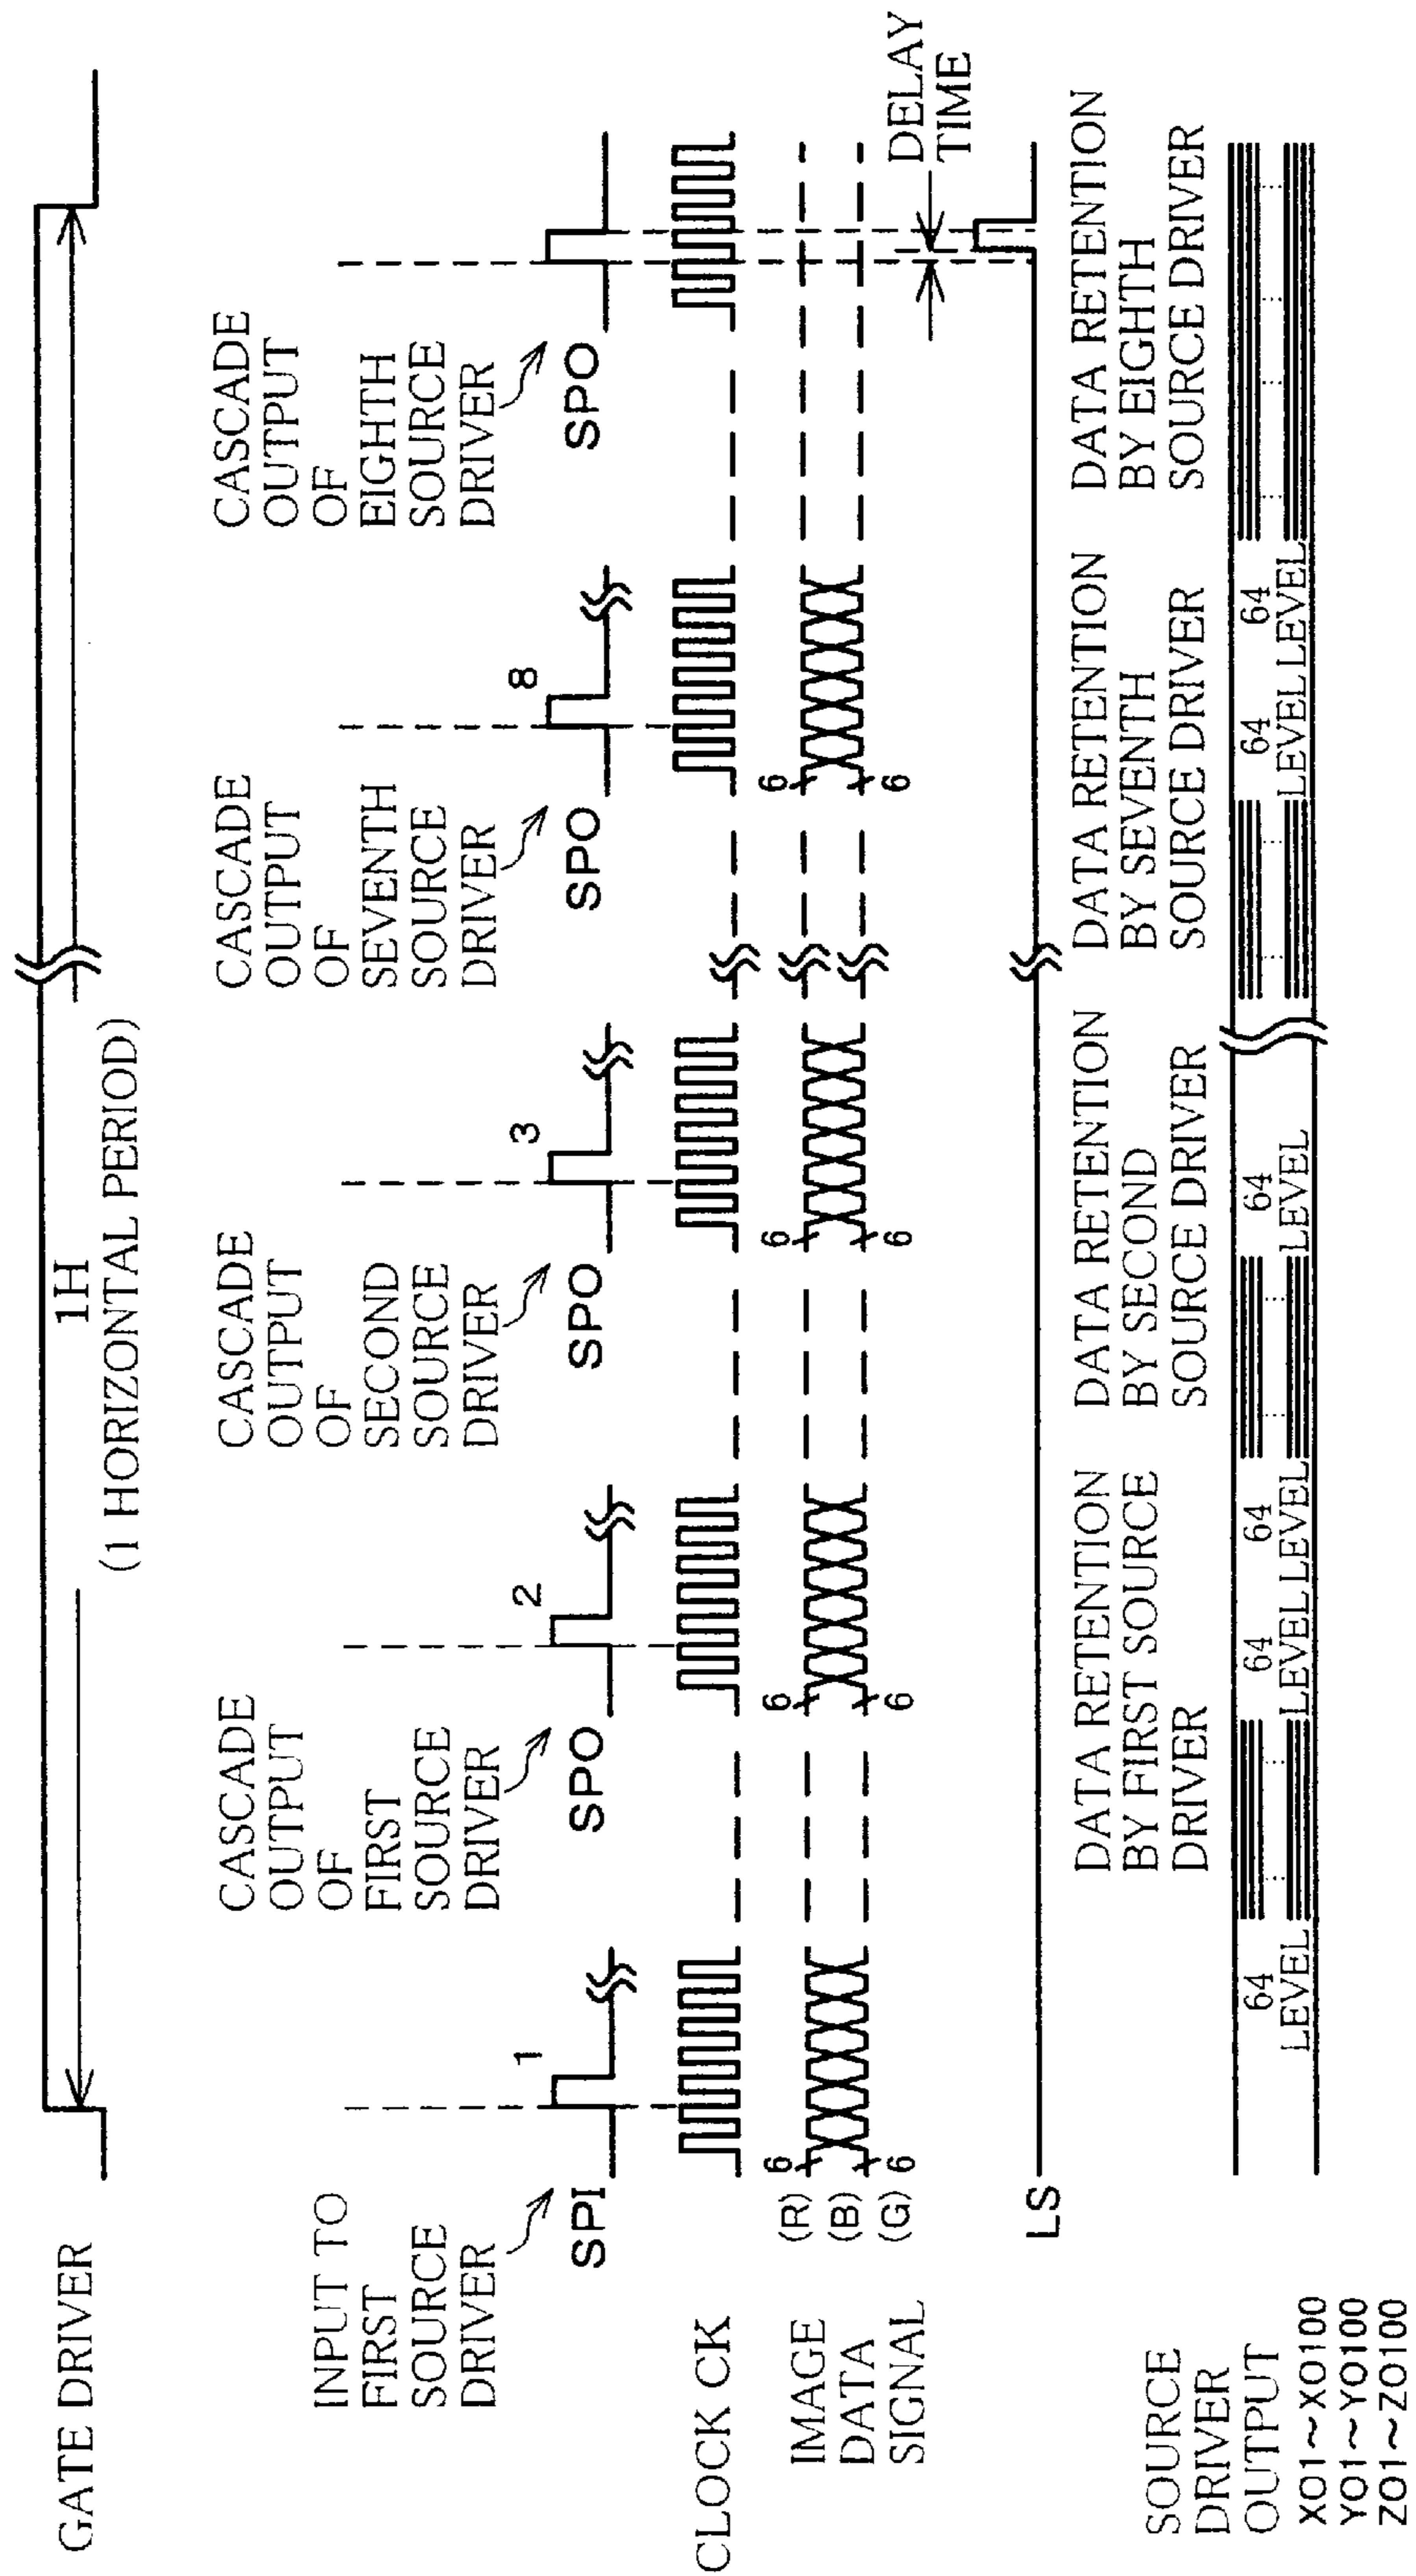 GATE DRIVER
1H
(1 HORIZONTAL PERIOD)
INPUT TO
FIRST
SOURCE
DRIVER
SPI
1
CASCADE
OUTPUT
OF
FIRST
SOURCE
DRIVER
SPO
2
CASCADE
OUTPUT
OF
SECOND
SOURCE
DRIVER
SPO
3
CASCADE
OUTPUT
OF
SEVENTH
SOURCE
DRIVER
SPO
8
CASCADE
OUTPUT
OF
EIGHTH
SOURCE
DRIVER
SPO
CLOCK CK
IMAGE
DATA
SIGNAL
(R)
(B)
(G)
6
6
6
6
6
6
6
6
DELAY
TIME
LS
DATA RETENTION
BY FIRST SOURCE
DRIVER
DATA RETENTION
BY SECOND
SOURCE DRIVER
DATA RETENTION
BY SEVENTH
SOURCE DRIVER
DATA RETENTION
BY EIGHTH
SOURCE DRIVER
SOURCE
DRIVER
OUTPUT
XO1~XO100
YO1~YO100
ZO1~ZO100
64
LEVEL
64
LEVEL
64
LEVEL
64
LEVEL
64
LEVEL
64
LEVEL